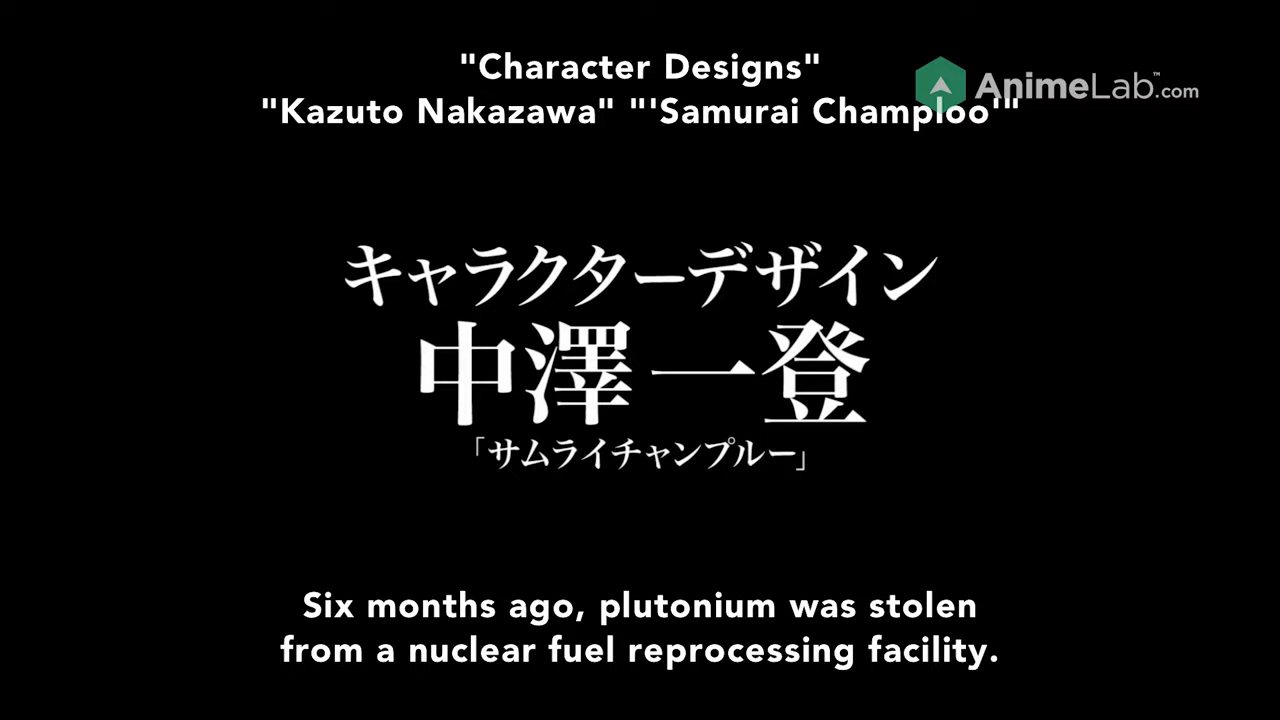 "Character Designs"
"Kazuto Nakazawa" "'Samurai Champloo'"
AnimeLab™.com
キャラクターデザイン
中澤一登
「サムライチャンプルー」
Six months ago, plutonium was stolen
from a nuclear fuel reprocessing facility.